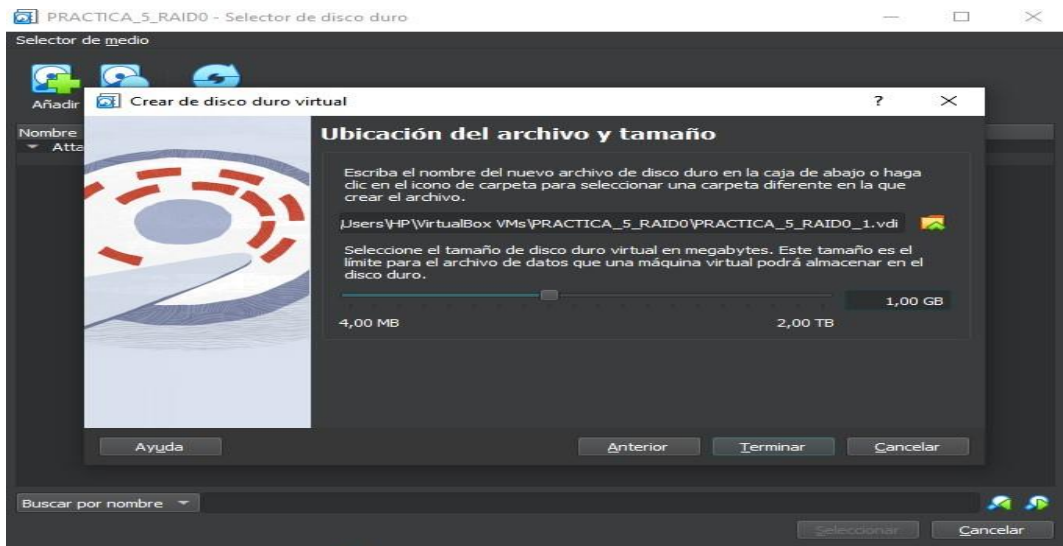 PRACTICA_5_RAID0 - Selector de disco duro
Selector de medio
Añadir
Crear de disco duro virtual
?
Nombre
Atta
Ubicación del archivo y tamaño
Escriba el nombre del nuevo archivo de disco duro en la caja de abajo o haga
clic en el icono de carpeta para seleccionar una carpeta diferente en la que
crear el archivo.
Users\HP\VirtualBox VMs\PRACTICA_5_RAID0\PRACTICA_5_RAID0_1.vdi
Seleccione el tamaño de disco duro virtual en megabytes. Este tamaño es el
límite para el archivo de datos que una máquina virtual podrá almacenar en el
disco duro.
1,00 GB
4,00 MB 2,00 TB
Ayuda Anterior Terminar Cancelar
Buscar por nombre
Seleccionar Cancelar